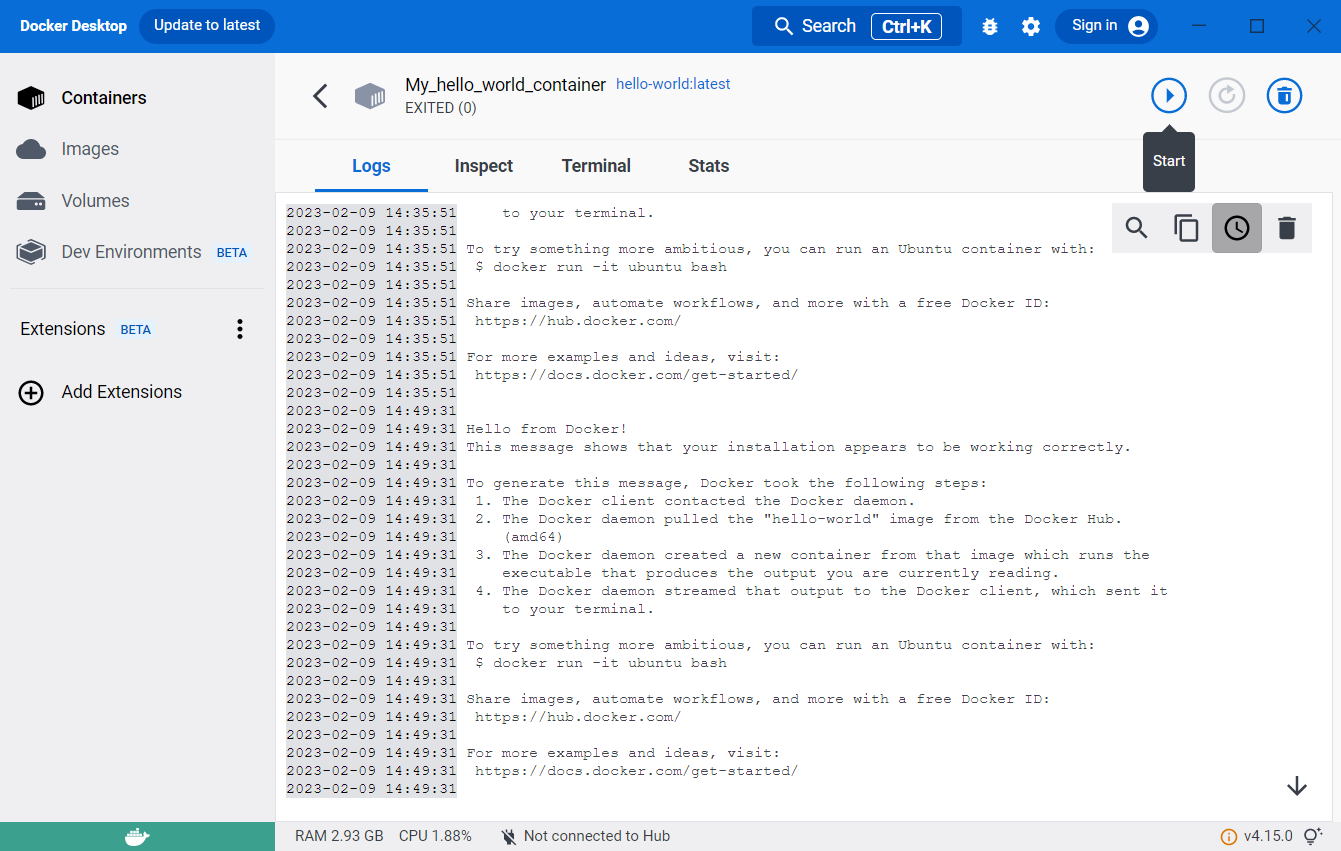 Docker Desktop Update to latest Search Ctrl+K Sign in
Containers
Images
Volumes
Dev Environments BETA
Extensions BETA
Add Extensions
My_hello_world_container hello-world:latest
EXITED (0)
Start
Logs Inspect Terminal Stats
2023-02-09 14:35:51     to your terminal.
2023-02-09 14:35:51
2023-02-09 14:35:51 To try something more ambitious, you can run an Ubuntu container with:
2023-02-09 14:35:51  $ docker run -it ubuntu bash
2023-02-09 14:35:51
2023-02-09 14:35:51 Share images, automate workflows, and more with a free Docker ID:
2023-02-09 14:35:51  https://hub.docker.com/
2023-02-09 14:35:51
2023-02-09 14:35:51 For more examples and ideas, visit:
2023-02-09 14:35:51  https://docs.docker.com/get-started/
2023-02-09 14:35:51
2023-02-09 14:49:31
2023-02-09 14:49:31 Hello from Docker!
2023-02-09 14:49:31 This message shows that your installation appears to be working correctly.
2023-02-09 14:49:31
2023-02-09 14:49:31 To generate this message, Docker took the following steps:
2023-02-09 14:49:31  1. The Docker client contacted the Docker daemon.
2023-02-09 14:49:31  2. The Docker daemon pulled the "hello-world" image from the Docker Hub.
2023-02-09 14:49:31     (amd64)
2023-02-09 14:49:31  3. The Docker daemon created a new container from that image which runs the
2023-02-09 14:49:31     executable that produces the output you are currently reading.
2023-02-09 14:49:31  4. The Docker daemon streamed that output to the Docker client, which sent it
2023-02-09 14:49:31     to your terminal.
2023-02-09 14:49:31
2023-02-09 14:49:31 To try something more ambitious, you can run an Ubuntu container with:
2023-02-09 14:49:31  $ docker run -it ubuntu bash
2023-02-09 14:49:31
2023-02-09 14:49:31 Share images, automate workflows, and more with a free Docker ID:
2023-02-09 14:49:31  https://hub.docker.com/
2023-02-09 14:49:31
2023-02-09 14:49:31 For more examples and ideas, visit:
2023-02-09 14:49:31  https://docs.docker.com/get-started/
2023-02-09 14:49:31
RAM 2.93 GB CPU 1.88% Not connected to Hub v4.15.0